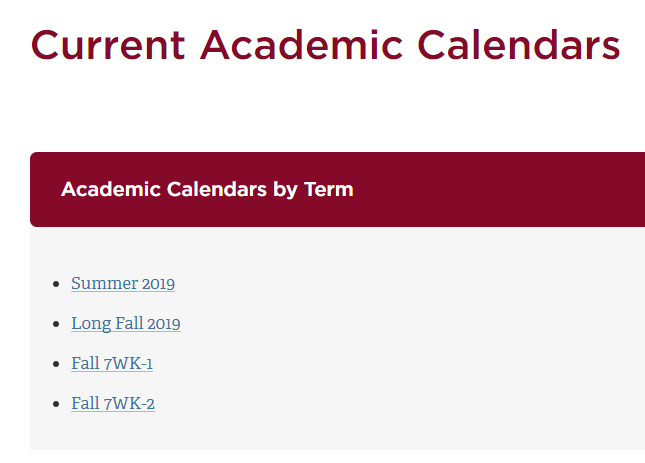 Current Academic Calendars
Academic Calendars by Term
Summer 2019
Long Fall 2019
Fall 7WK-1
Fall 7WK-2